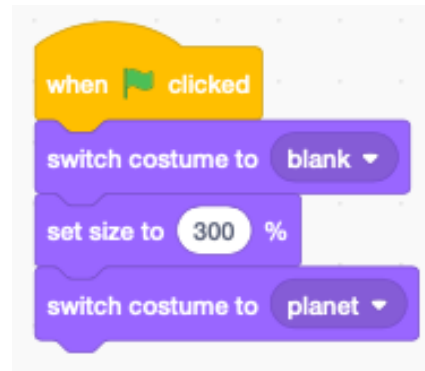 when clicked
switch costume to blank
set size to 300 %
switch costume to planet